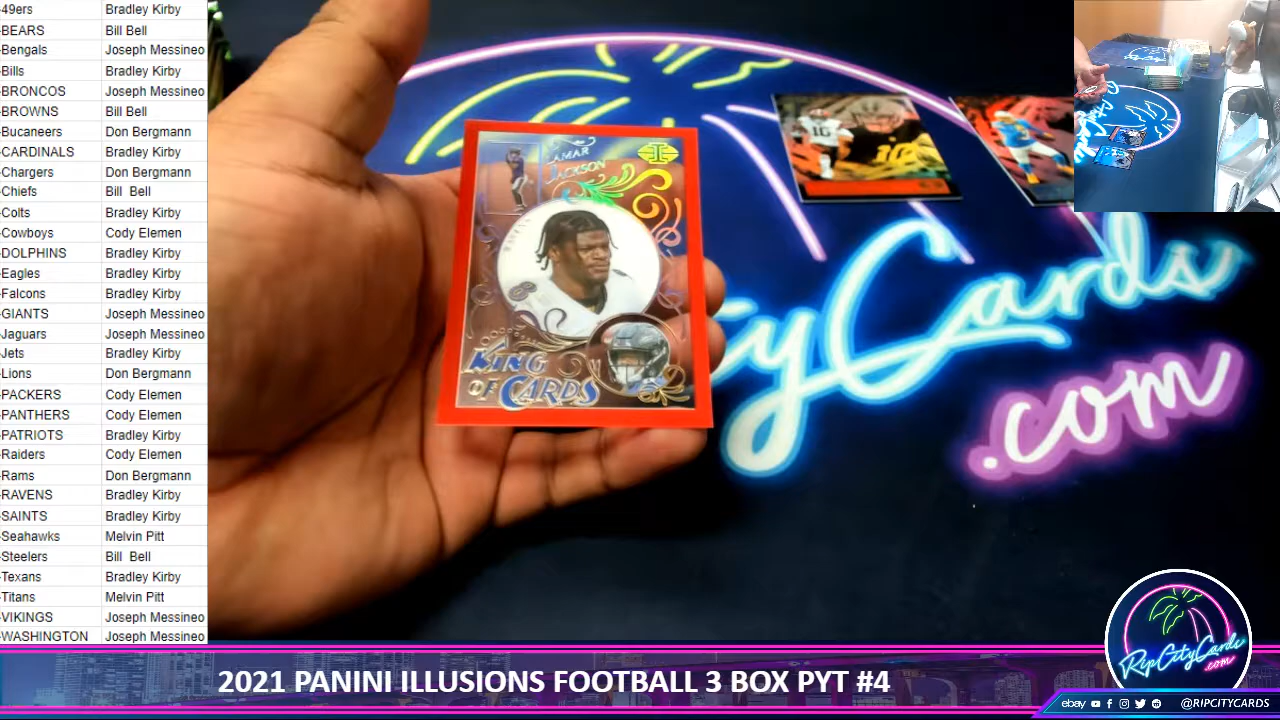 -49ers Bradley Kirby
-BEARS Bill Bell
-Bengals Joseph Messineo
-Bills Bradley Kirby
-BRONCOS Joseph Messineo
-BROWNS Bill Bell
-Bucaneers Don Bergmann
-CARDINALS Bradley Kirby
-Chargers Don Bergmann
-Chiefs Bill Bell
-Colts Bradley Kirby
-Cowboys Cody Elemen
-DOLPHINS Bradley Kirby
-Eagles Bradley Kirby
-Falcons Bradley Kirby
-GIANTS Joseph Messineo
-Jaguars Joseph Messineo
-Jets Bradley Kirby
-Lions Don Bergmann
-PACKERS Cody Elemen
-PANTHERS Cody Elemen
-PATRIOTS Bradley Kirby
-Raiders Cody Elemen
-Rams Don Bergmann
-RAVENS Bradley Kirby
-SAINTS Bradley Kirby
-Seahawks Melvin Pitt
-Steelers Bill Bell
-Texans Bradley Kirby
-Titans Melvin Pitt
-VIKINGS Joseph Messineo
-WASHINGTON Joseph Messineo
JACKSON
8
KING
OF CARDS
16
tyCards
.com
RipCityCards
.com
2021 PANINI ILLUSIONS FOOTBALL 3 BOX PYT #4
ebay @RIPCITYCARDS